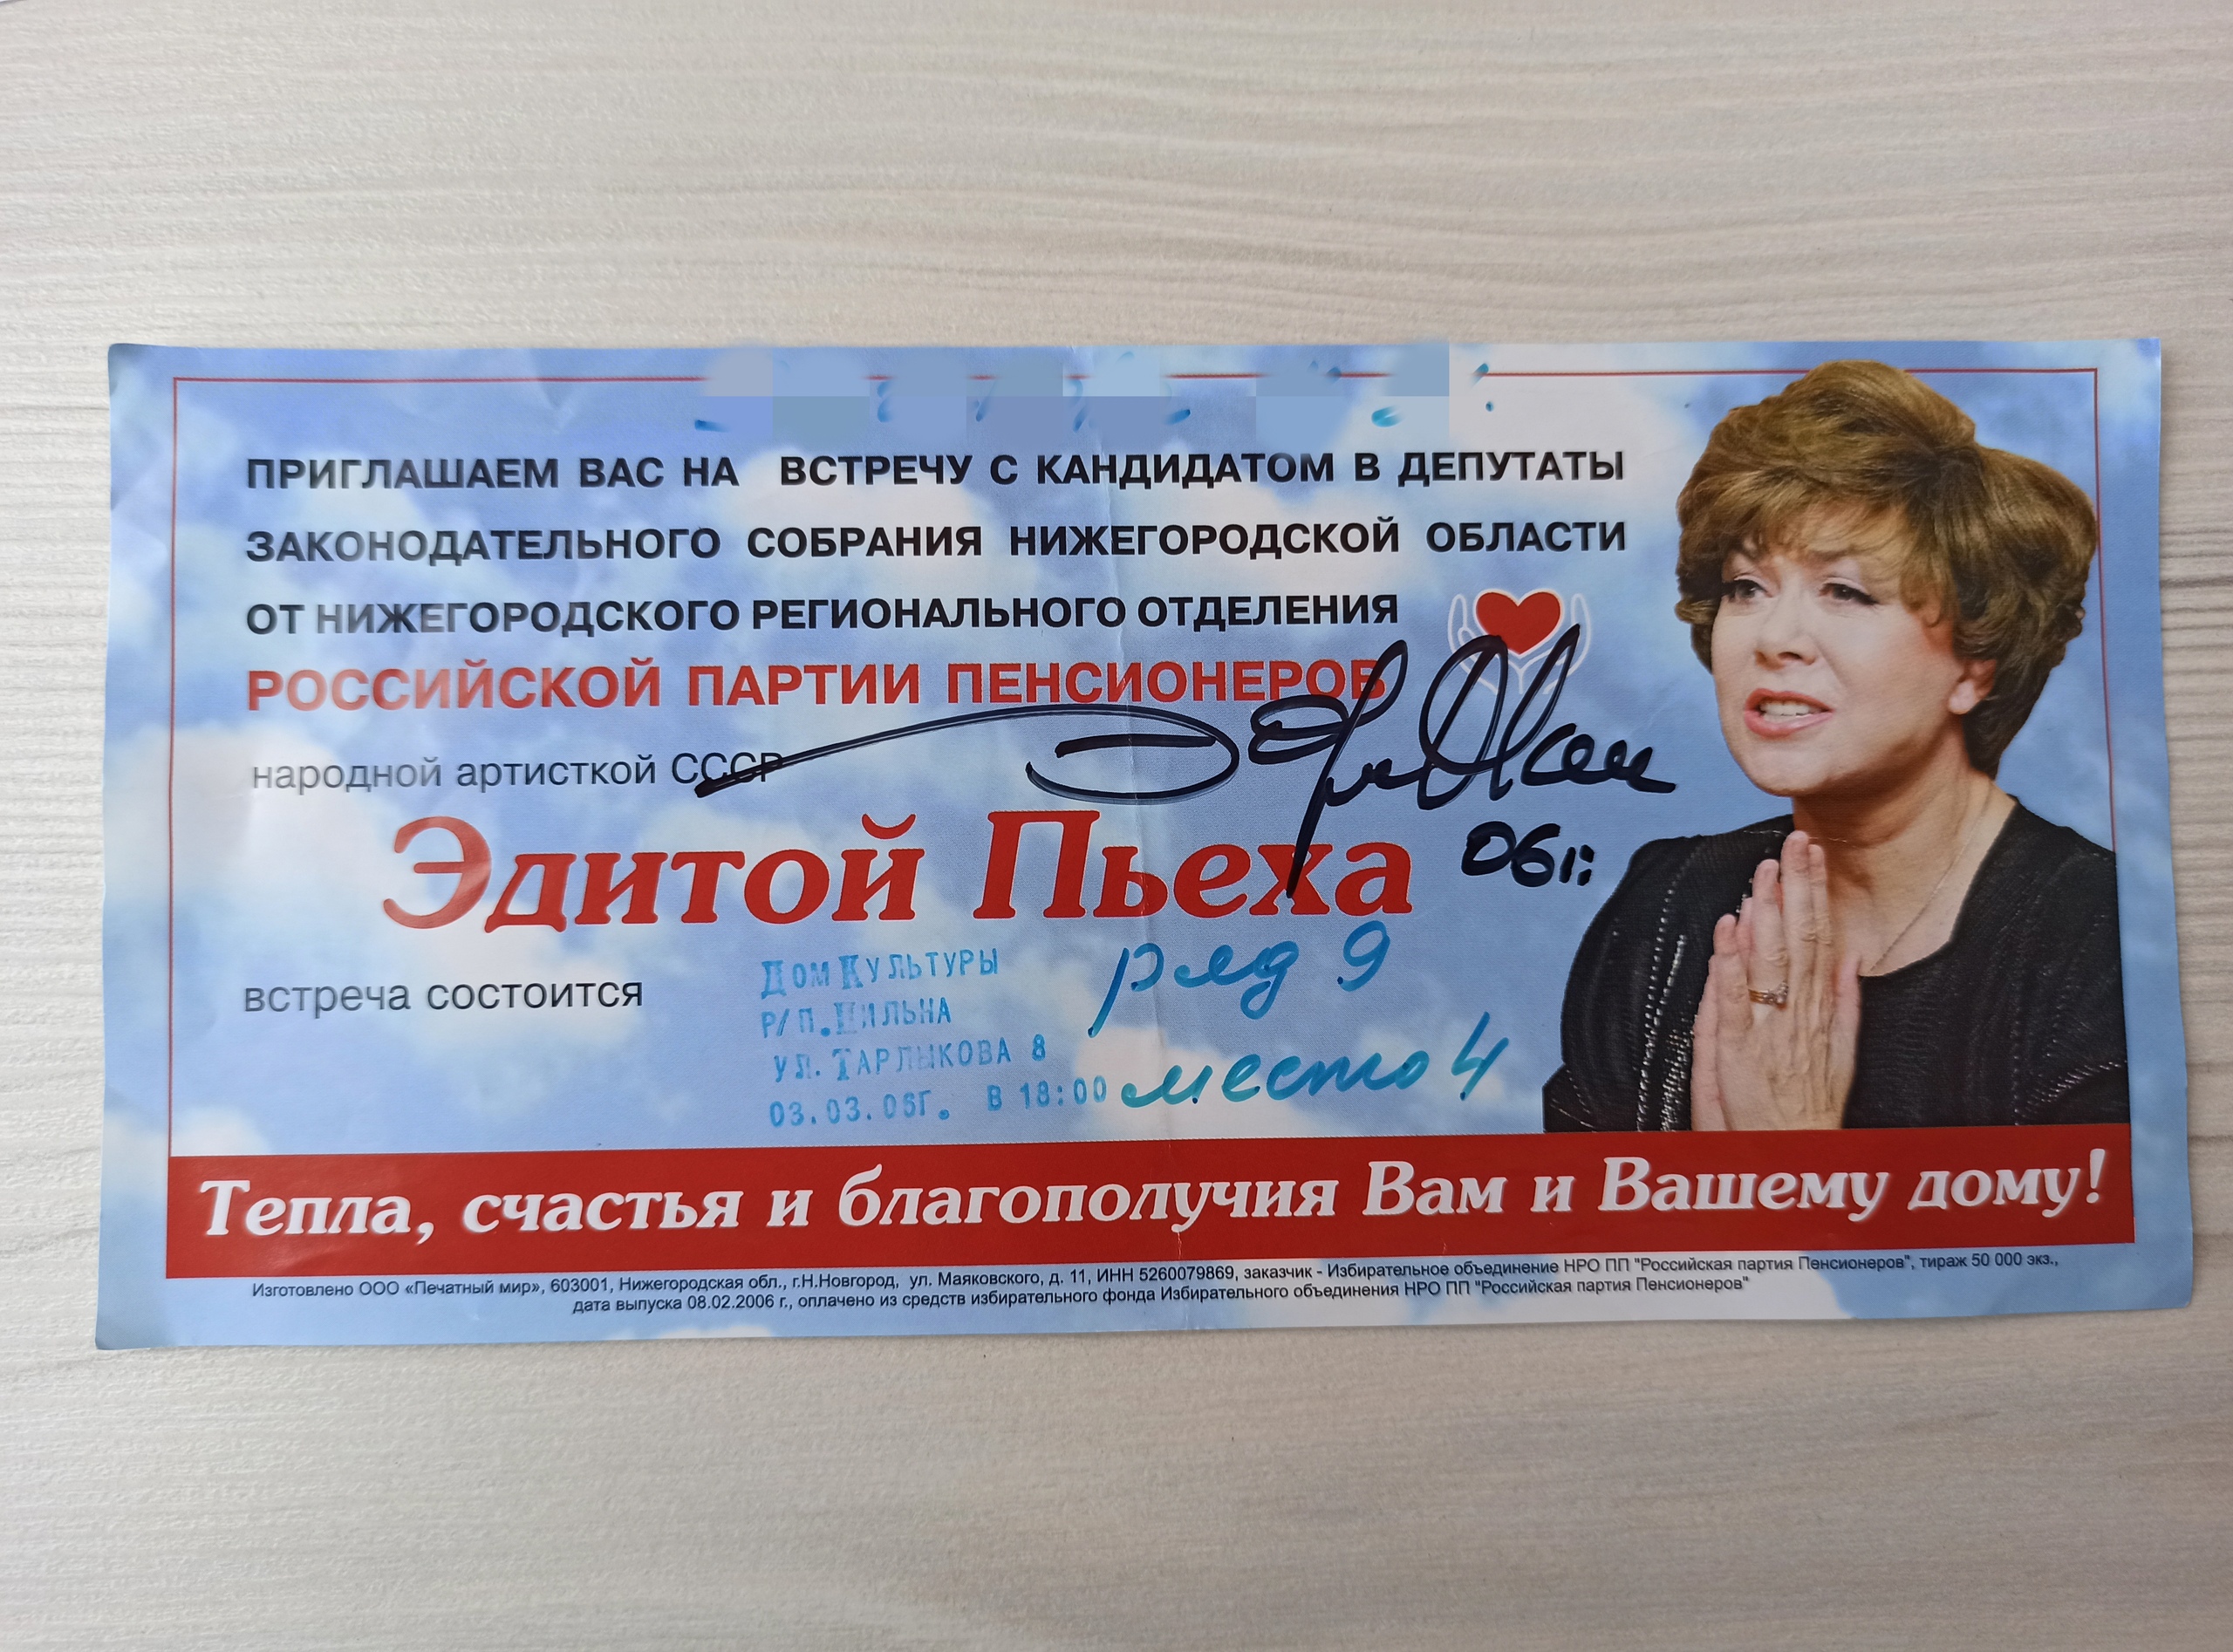 ПРИГЛАШАЕМ ВАС НА ВСТРЕЧУ С КАНДИДАТОМ В ДЕПУТАТЫ
ЗАКОНОДАТЕЛЬНОГО СОБРАНИЯ НИЖЕГОРОДСКОЙ ОБЛАСТИ
ОТ НИЖЕГОРОДСКОГО РЕГИОНАЛЬНОГО ОТДЕЛЕНИЯ
РОССИЙСКОЙ ПАРТИИ ПЕНСИОНЕРОВ
народной артисткой СССР
Эдитой Пьеха
06г.
встреча состоится
ДОМ КУЛЬТУРЫ
Р/П.ПИЛЬНА
УЛ. ТАРЛЫКОВА 8
03.03.06Г. В 18:00
ряд 9
место 4
Тепла, счастья и благополучия Вам и Вашему дому!
Изготовлено ООО «Печатный мир», 603001, Нижегородская обл., г.Н.Новгород, ул. Маяковского, д. 11, ИНН 5260079869, заказчик - Избирательное объединение НРО ПП "Российская партия Пенсионеров", тираж 50 000 экз.,
дата выпуска 08.02.2006 г., оплачено из средств избирательного фонда Избирательного объединения НРО ПП "Российская партия Пенсионеров"